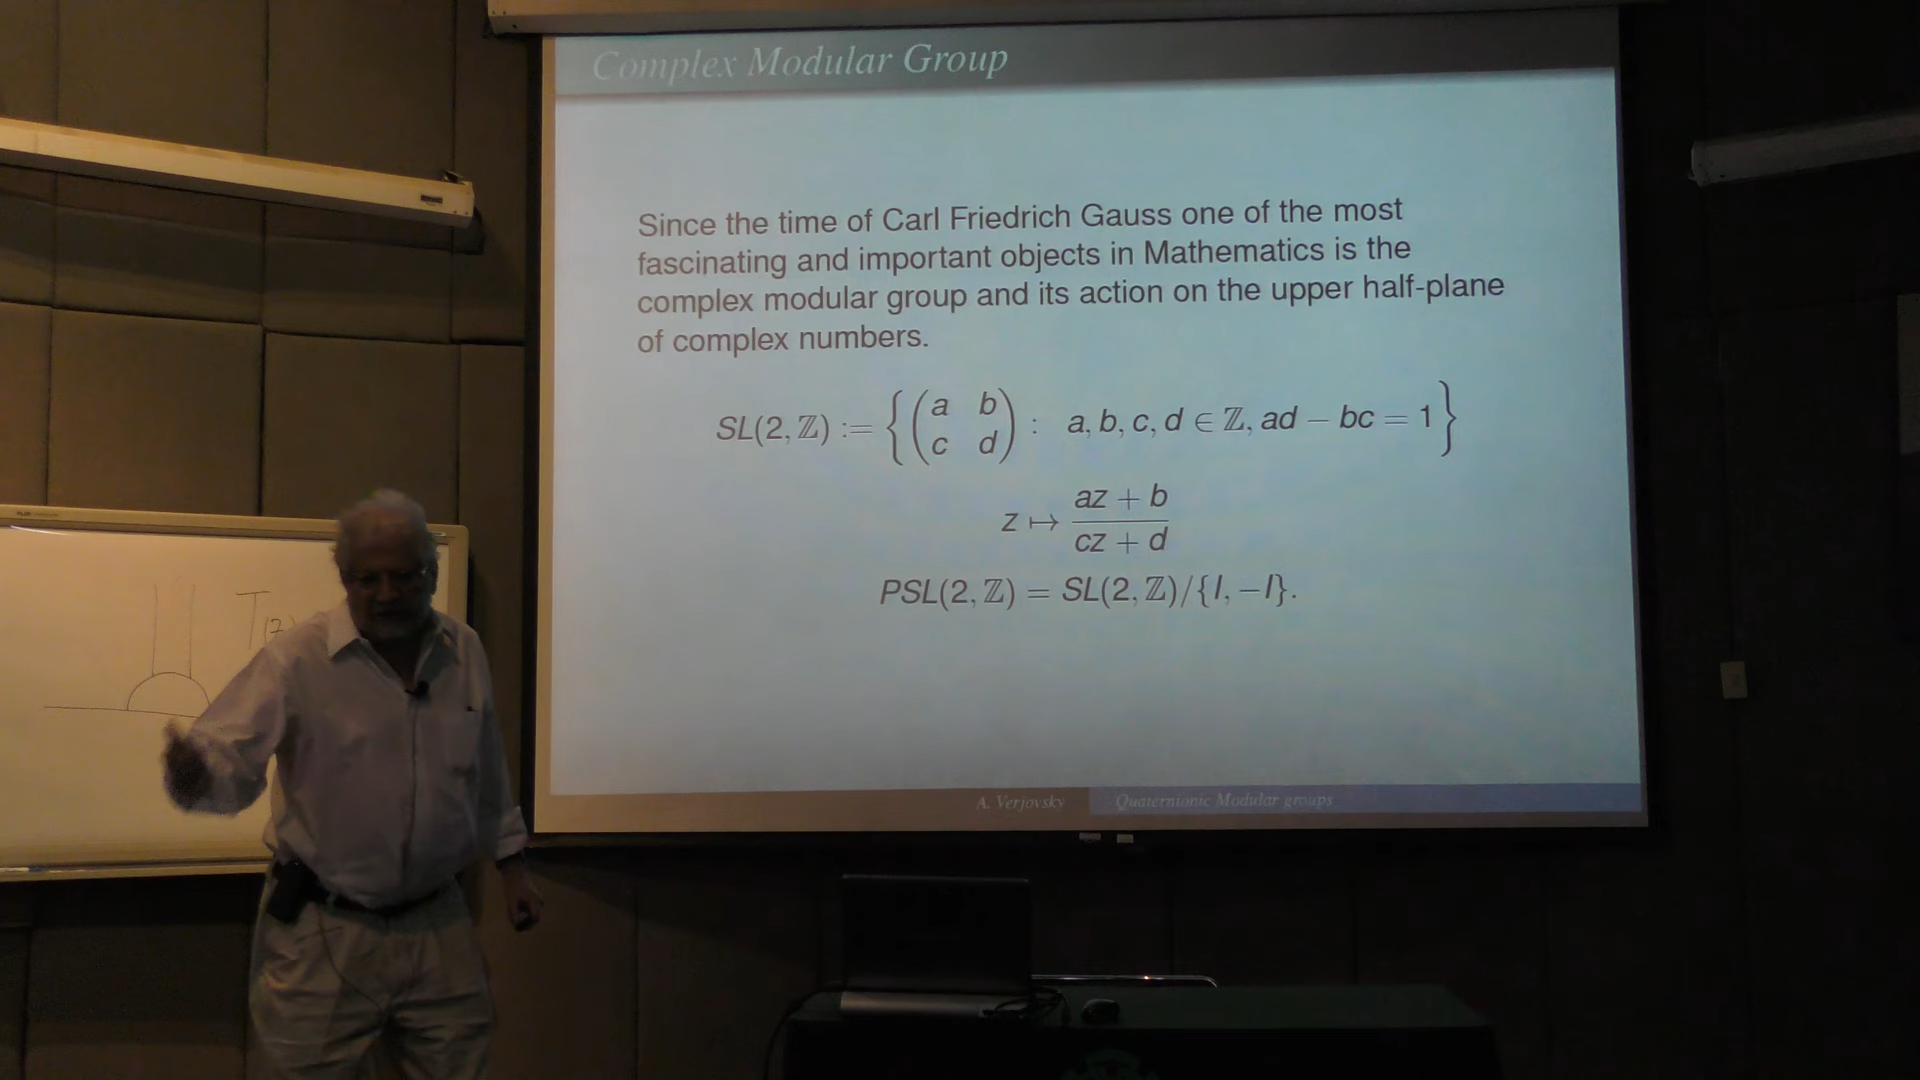 Complex Modular Group
Since the time of Carl Friedrich Gauss one of the most
fascinating and important objects in Mathematics is the
complex modular group and its action on the upper half-plane
of complex numbers.
SL(2, ℤ) := { ( a b
c d ) : a, b, c, d ∈ ℤ, ad − bc = 1 }
z ↦ az + b
cz + d
PSL(2, ℤ) = SL(2, ℤ)/{I, −I}.
A. Verjovsky Quaternionic Modular groups